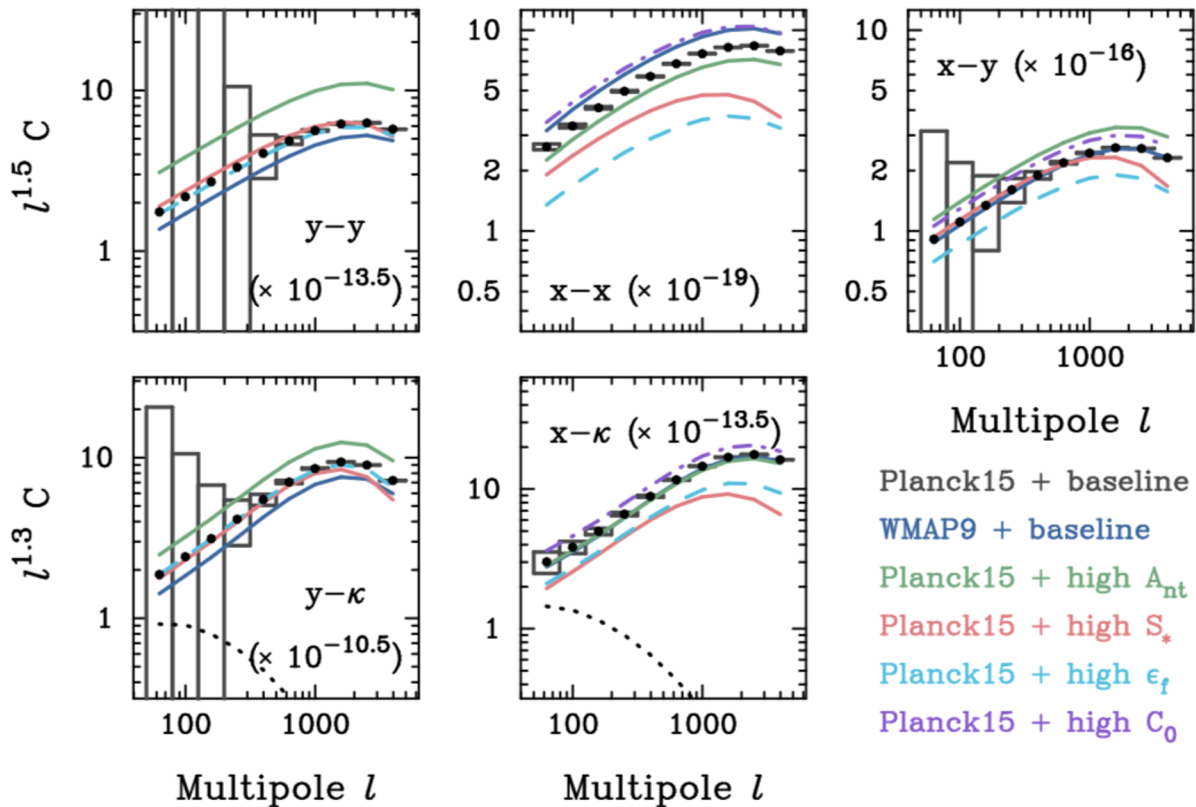 l^1.5 C
10
1
y−y
(× 10^−13.5)
10
5
2
1
0.5
x−x (× 10^−19)
10
5
2
1
0.5
x−y (× 10^−16)
100 1000
Multipole l
l^1.3 C
10
1
y−κ
(× 10^−10.5)
100 1000
Multipole l
10
1
x−κ (× 10^−13.5)
100 1000
Multipole l
Planck15 + baseline
WMAP9 + baseline
Planck15 + high A_nt
Planck15 + high S_*
Planck15 + high ϵ_f
Planck15 + high C_0